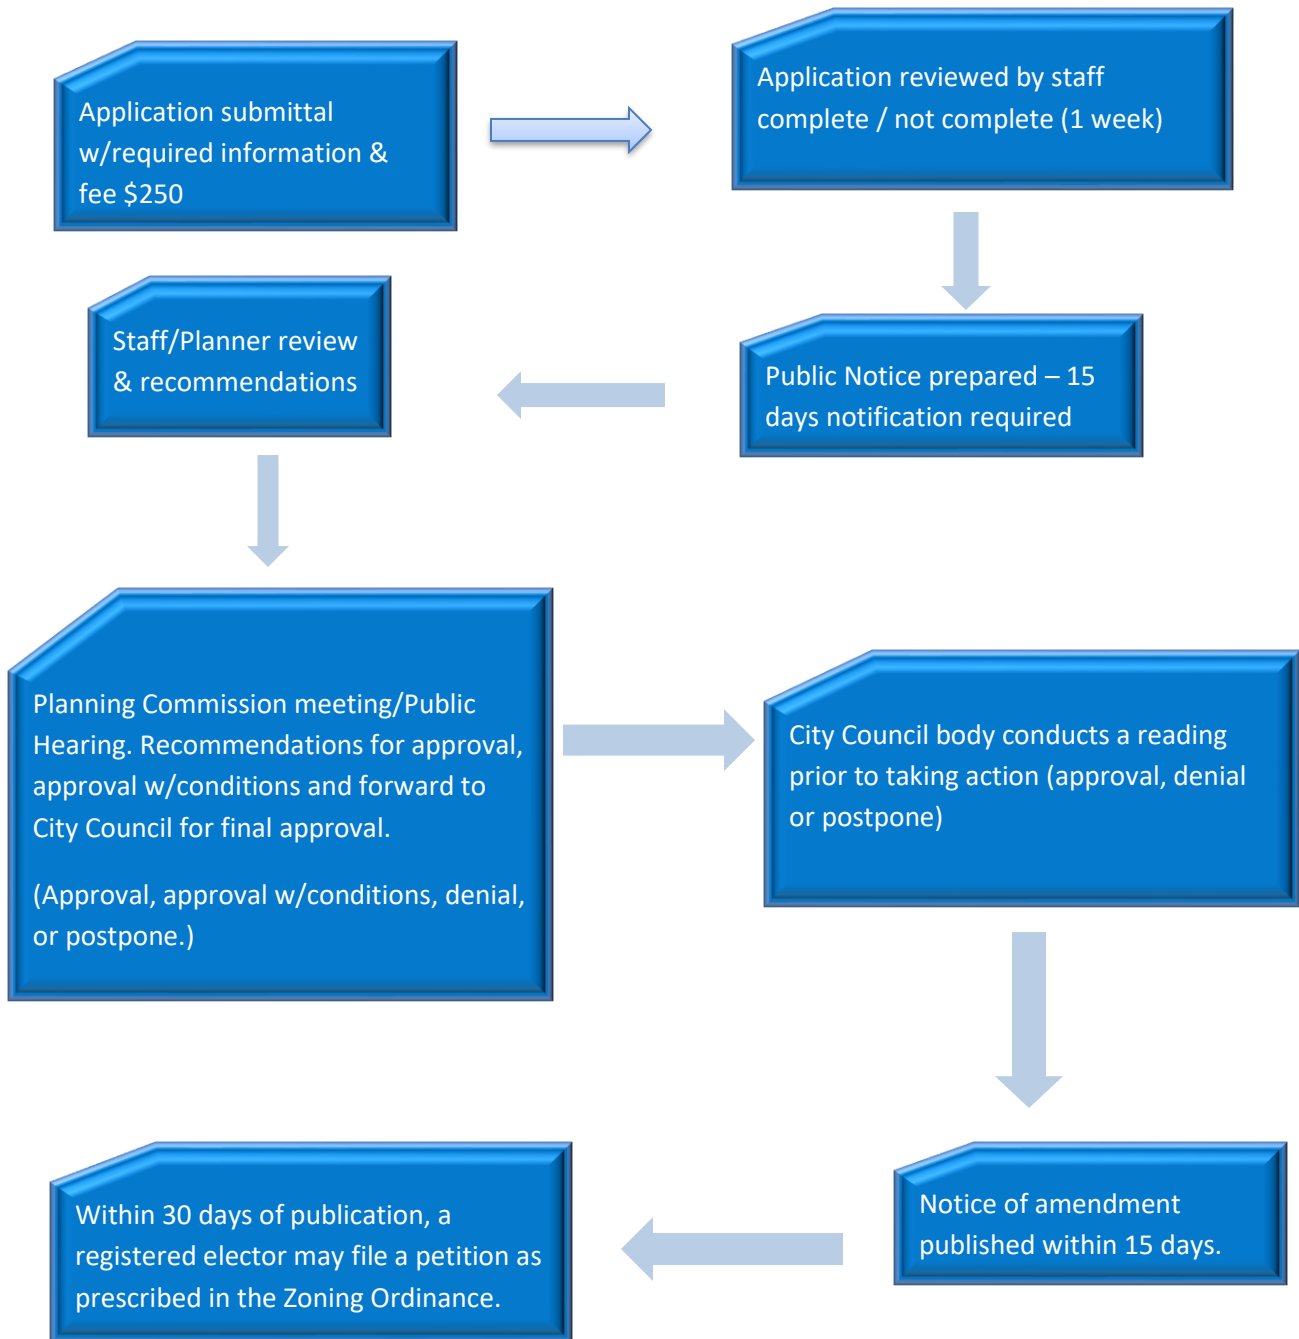 Application submittal
w/required information &
fee $250
Application reviewed by staff
complete / not complete (1 week)
Public Notice prepared – 15
days notification required
Staff/Planner review
& recommendations
Planning Commission meeting/Public
Hearing. Recommendations for approval,
approval w/conditions and forward to
City Council for final approval.
(Approval, approval w/conditions, denial,
or postpone.)
City Council body conducts a reading
prior to taking action (approval, denial
or postpone)
Notice of amendment
published within 15 days.
Within 30 days of publication, a
registered elector may file a petition as
prescribed in the Zoning Ordinance.